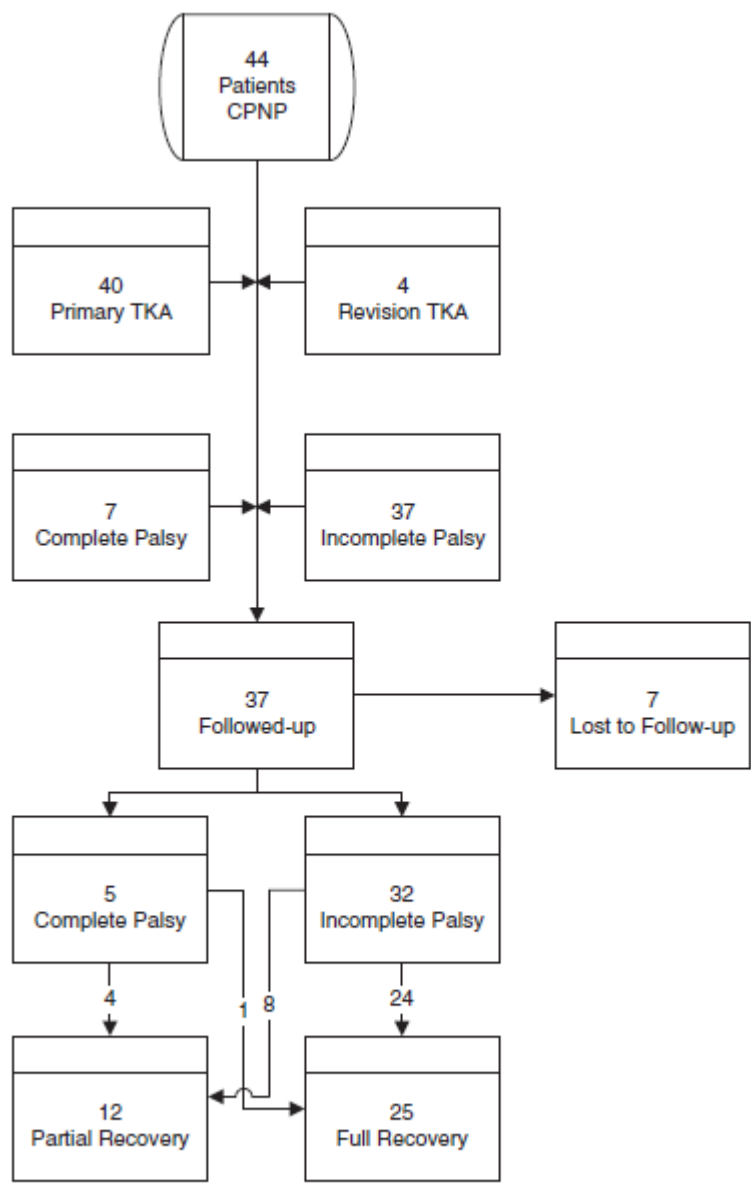 44
Patients
CPNP
40
Primary TKA
4
Revision TKA
7
Complete Palsy
37
Incomplete Palsy
37
Followed-up
7
Lost to Follow-up
5
Complete Palsy
32
Incomplete Palsy
4
1
8
24
12
Partial Recovery
25
Full Recovery